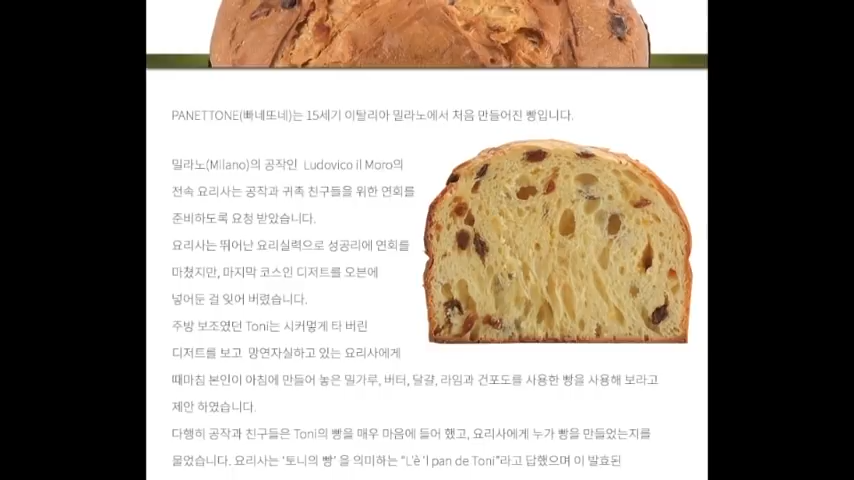 PANETTONE(빠네또네)는 15세기 이탈리아 밀라노에서 처음 만들어진 빵입니다.
밀라노(Milano)의 공작인 Ludovico il Moro의
전속 요리사는 공작과 귀족 친구들을 위한 연회를
준비하도록 요청 받았습니다.
요리사는 뛰어난 요리실력으로 성공리에 연회를
마쳤지만, 마지막 코스인 디저트를 오븐에
넣어둔 걸 잊어 버렸습니다.
주방 보조였던 Toni는 시커멓게 타 버린
디저트를 보고 망연자실하고 있는 요리사에게
때마침 본인이 아침에 만들어 놓은 밀가루, 버터, 달걀, 라임과 건포도를 사용한 빵을 사용해 보라고
제안 하였습니다.
다행히 공작과 친구들은 Toni의 빵을 매우 마음에 들어 했고, 요리사에게 누가 빵을 만들었는지를
물었습니다. 요리사는 '토니의 빵' 을 의미하는 "L'è 'l pan de Toni"라고 답했으며 이 발효된